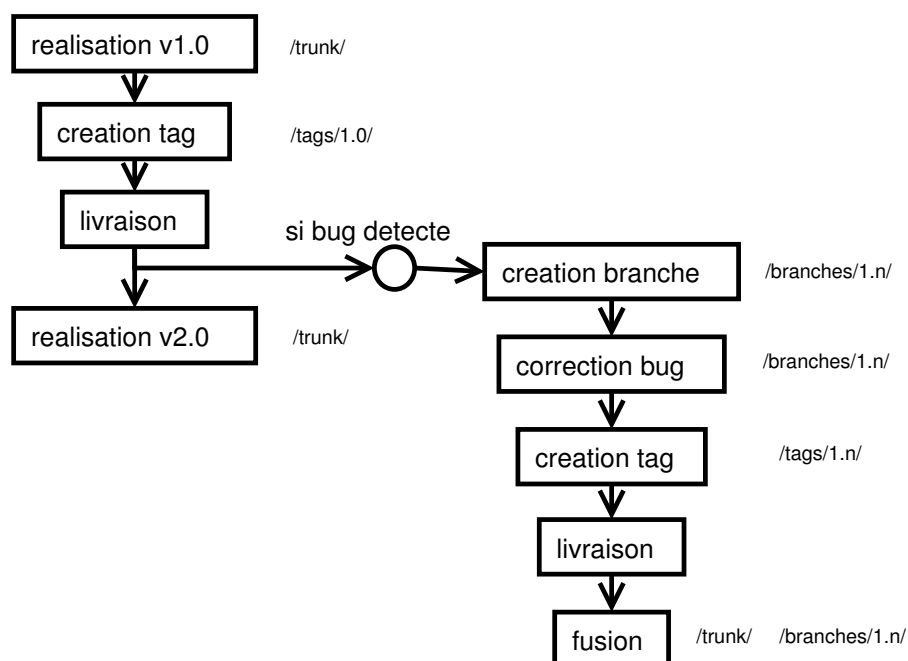 realisation v1.0 /trunk/
creation tag /tags/1.0/
livraison
si bug detecte
creation branche /branches/1.n/
realisation v2.0 /trunk/
correction bug /branches/1.n/
creation tag /tags/1.n/
livraison
fusion /trunk/ /branches/1.n/